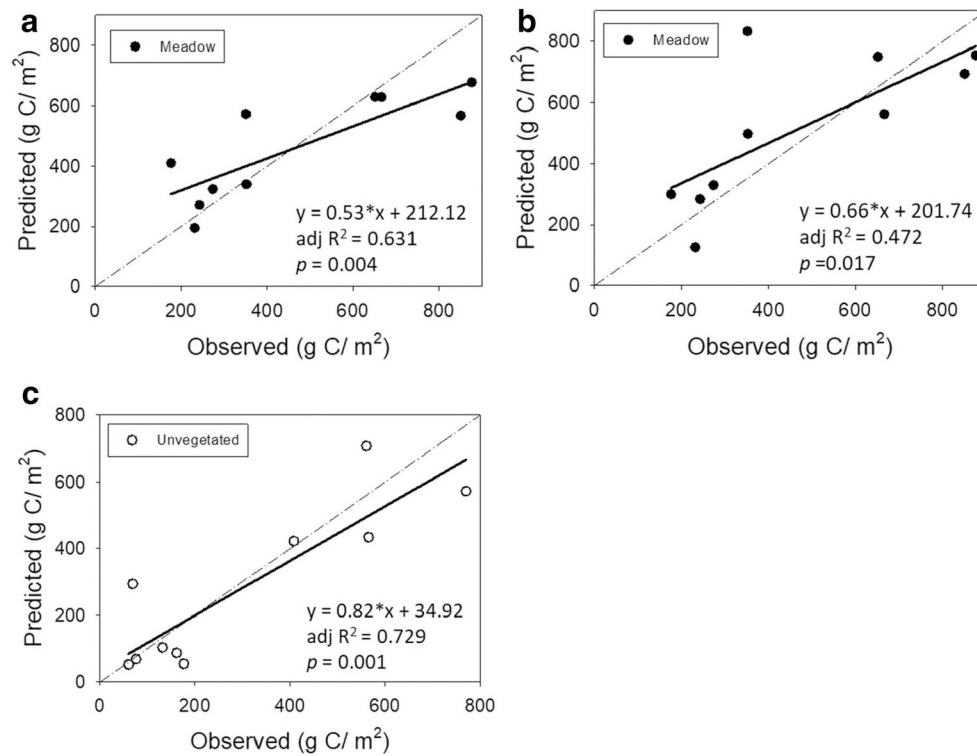 a
Meadow
800
600
400
200
0
Predicted (g C/ m²)
y = 0.53*x + 212.12
adj R² = 0.631
p = 0.004
0 200 400 600 800
Observed (g C/ m²)
b
Meadow
800
600
400
200
0
Predicted (g C/ m²)
y = 0.66*x + 201.74
adj R² = 0.472
p =0.017
0 200 400 600 800
Observed (g C/ m²)
c
Unvegetated
800
600
400
200
0
Predicted (g C/ m²)
y = 0.82*x + 34.92
adj R² = 0.729
p = 0.001
0 200 400 600 800
Observed (g C/ m²)